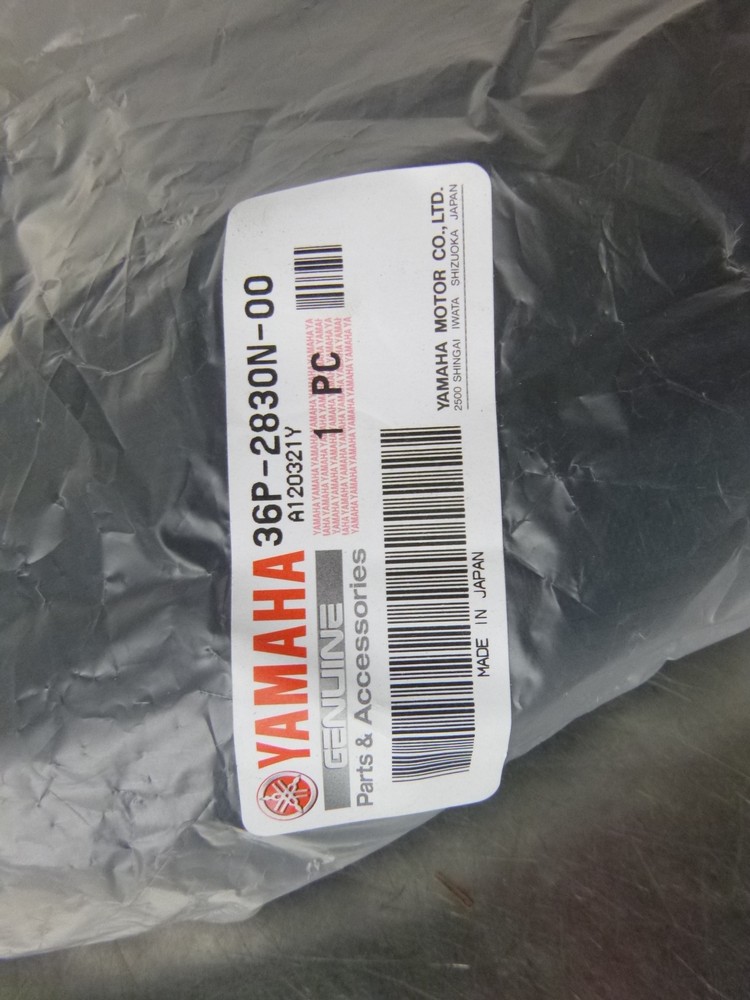 YAMAHA 36P-2830N-00
A120321Y
GENUINE
1 PC
Parts & Accessories
YAMAHA MOTOR CO.,LTD.
2500 SHINGAI IWATA SHIZUOKA JAPAN
MADE IN JAPAN